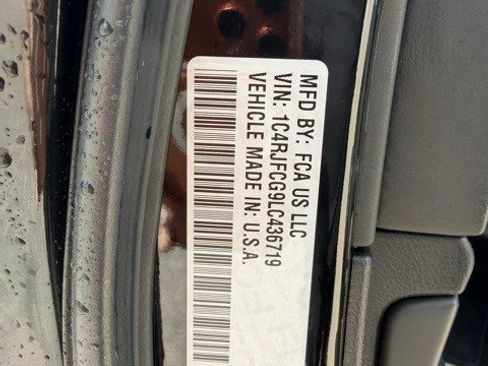 MFD BY: FCA US LLC
VIN: 1C4RJFCG9LC436719
VEHICLE MADE IN: U.S.A.